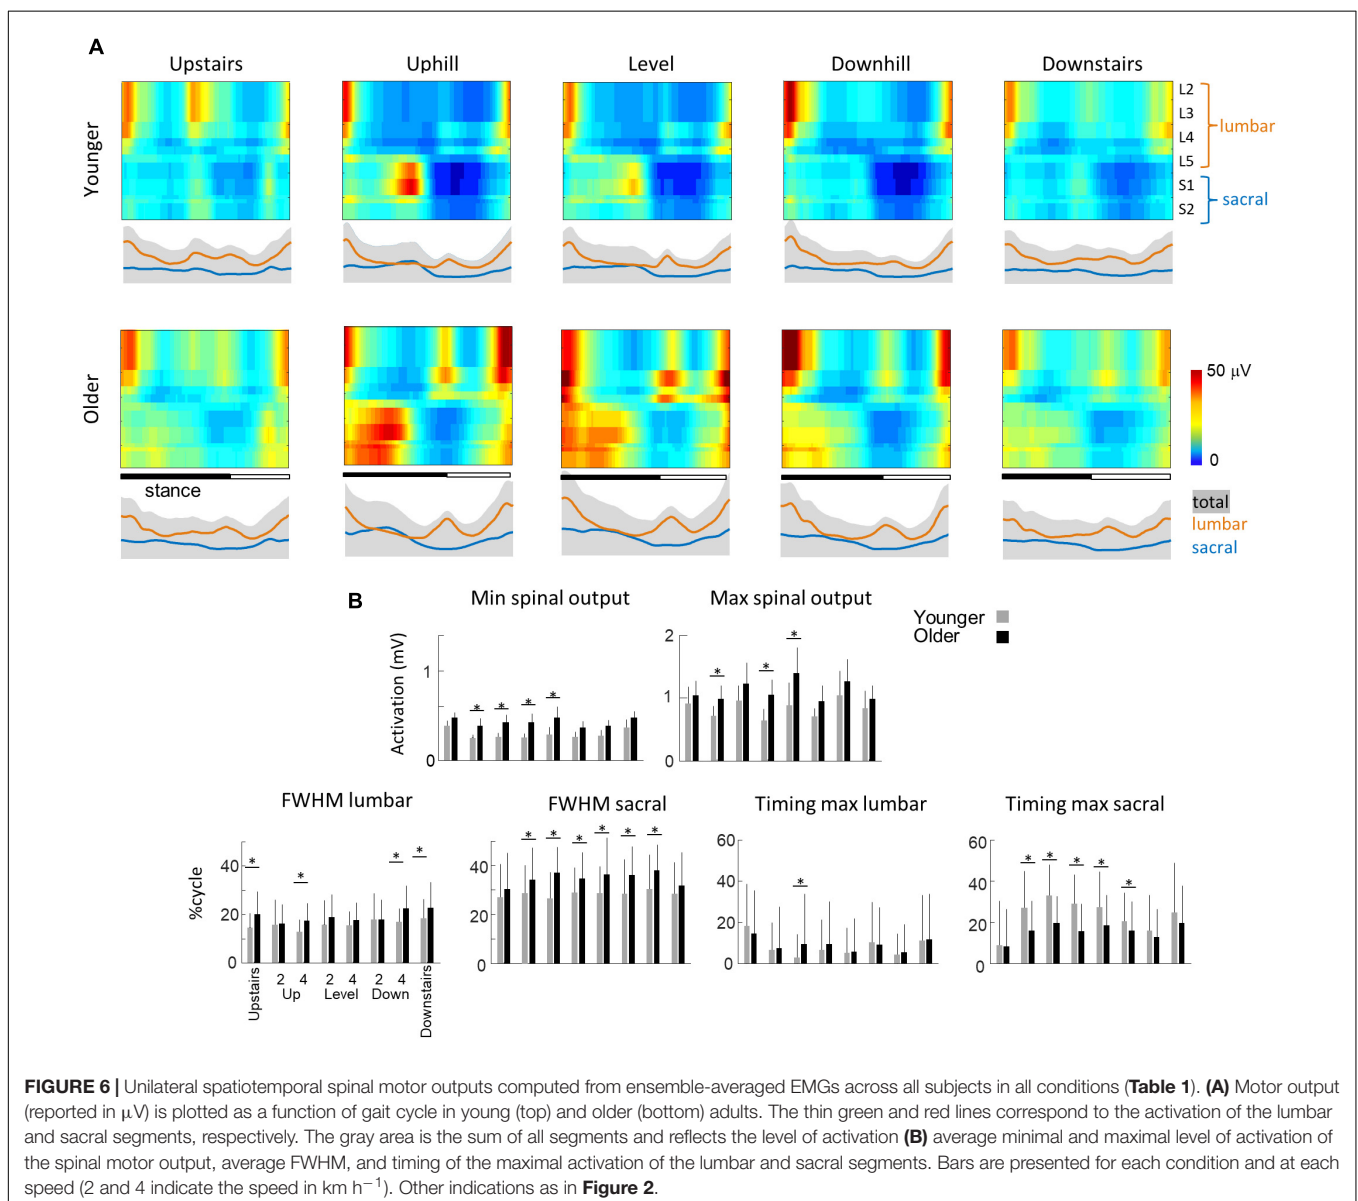 A
Upstairs Uphill Level Downhill Downstairs
Younger
L2
L3
L4
L5
S1
S2
lumbar
sacral
Older
50 μV
0
stance
total
lumbar
sacral
B
Min spinal output Max spinal output
Younger
Older
Activation (mV)
1
0
2
1
0
* * * *
* * *
FWHM lumbar FWHM sacral Timing max lumbar Timing max sacral
%cycle
40
20
0
40
20
0
60
40
20
0
60
40
20
0
* * * *
* * * * * *
*
* * * * *
Upstairs 2 4 2 4 2 4 Downstairs
Up Level Down
FIGURE 6 | Unilateral spatiotemporal spinal motor outputs computed from ensemble-averaged EMGs across all subjects in all conditions (Table 1). (A) Motor output
(reported in μV) is plotted as a function of gait cycle in young (top) and older (bottom) adults. The thin green and red lines correspond to the activation of the lumbar
and sacral segments, respectively. The gray area is the sum of all segments and reflects the level of activation (B) average minimal and maximal level of activation of
the spinal motor output, average FWHM, and timing of the maximal activation of the lumbar and sacral segments. Bars are presented for each condition and at each
speed (2 and 4 indicate the speed in km h−1). Other indications as in Figure 2.